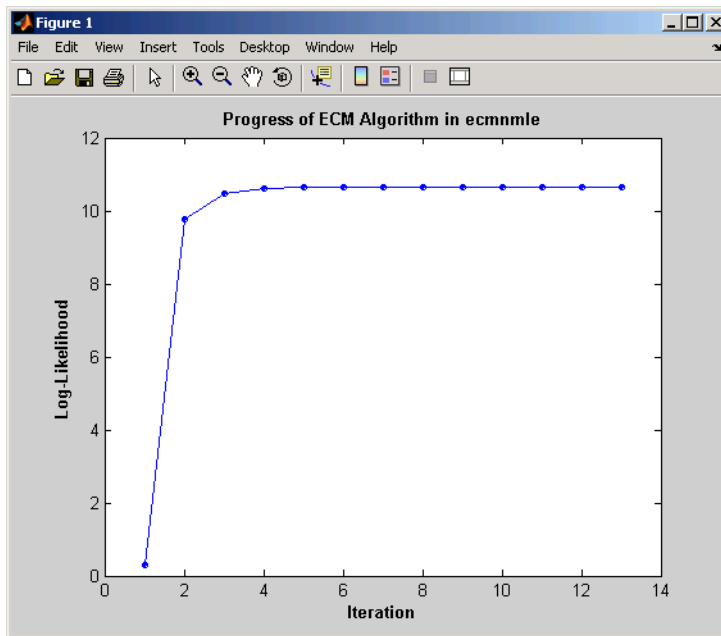 Figure 1
File Edit View Insert Tools Desktop Window Help
Progress of ECM Algorithm in ecmnmle
12
10
8
6
4
2
0
Log-Likelihood
0 2 4 6 8 10 12 14
Iteration